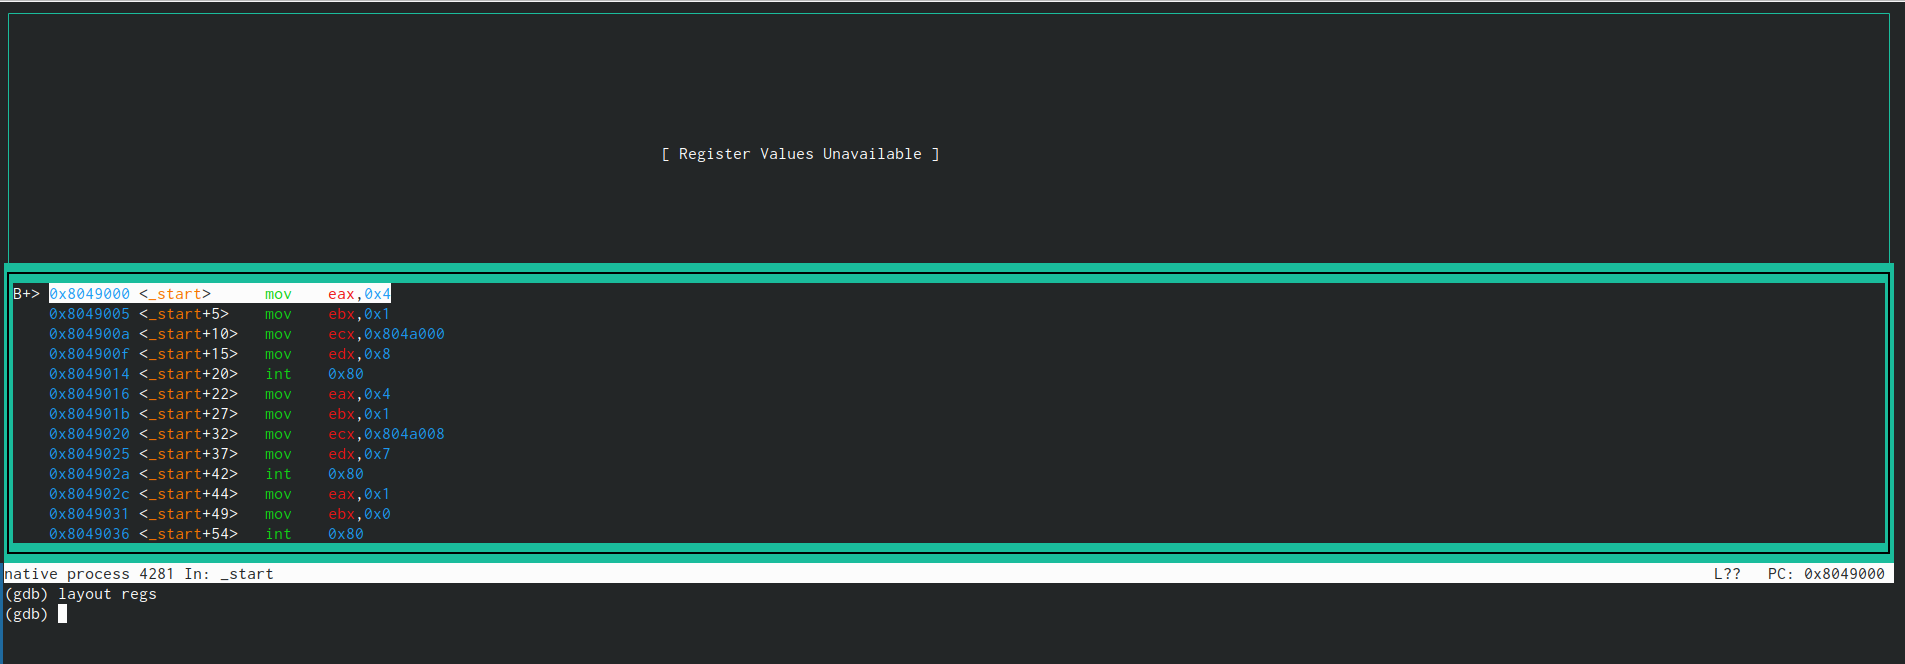 [ Register Values Unavailable ]
B+> 0x8049000 <_start>      mov    eax,0x4
0x8049005 <_start+5>    mov    ebx,0x1
0x804900a <_start+10>   mov    ecx,0x804a000
0x804900f <_start+15>   mov    edx,0x8
0x8049014 <_start+20>   int    0x80
0x8049016 <_start+22>   mov    eax,0x4
0x804901b <_start+27>   mov    ebx,0x1
0x8049020 <_start+32>   mov    ecx,0x804a008
0x8049025 <_start+37>   mov    edx,0x7
0x804902a <_start+42>   int    0x80
0x804902c <_start+44>   mov    eax,0x1
0x8049031 <_start+49>   mov    ebx,0x0
0x8049036 <_start+54>   int    0x80
native process 4281 In: _start    L??   PC: 0x8049000
(gdb) layout regs
(gdb)